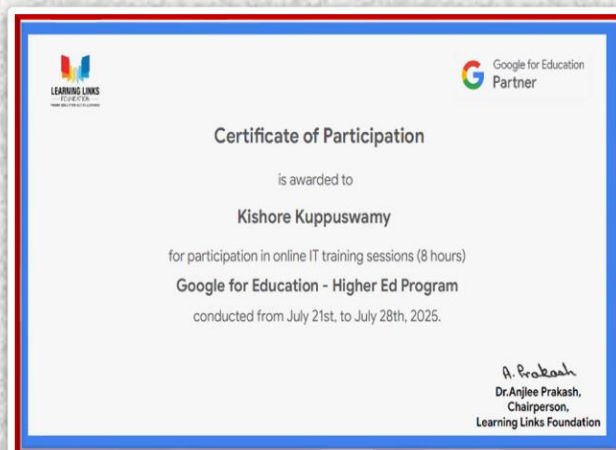 LEARNING LINKS
FOUNDATION
Google for Education
Partner
Certificate of Participation
is awarded to
Kishore Kuppuswamy
for participation in online IT training sessions (8 hours)
Google for Education - Higher Ed Program
conducted from July 21st, to July 28th, 2025.
A. Prakash
Dr.Anjlee Prakash,
Chairperson,
Learning Links Foundation